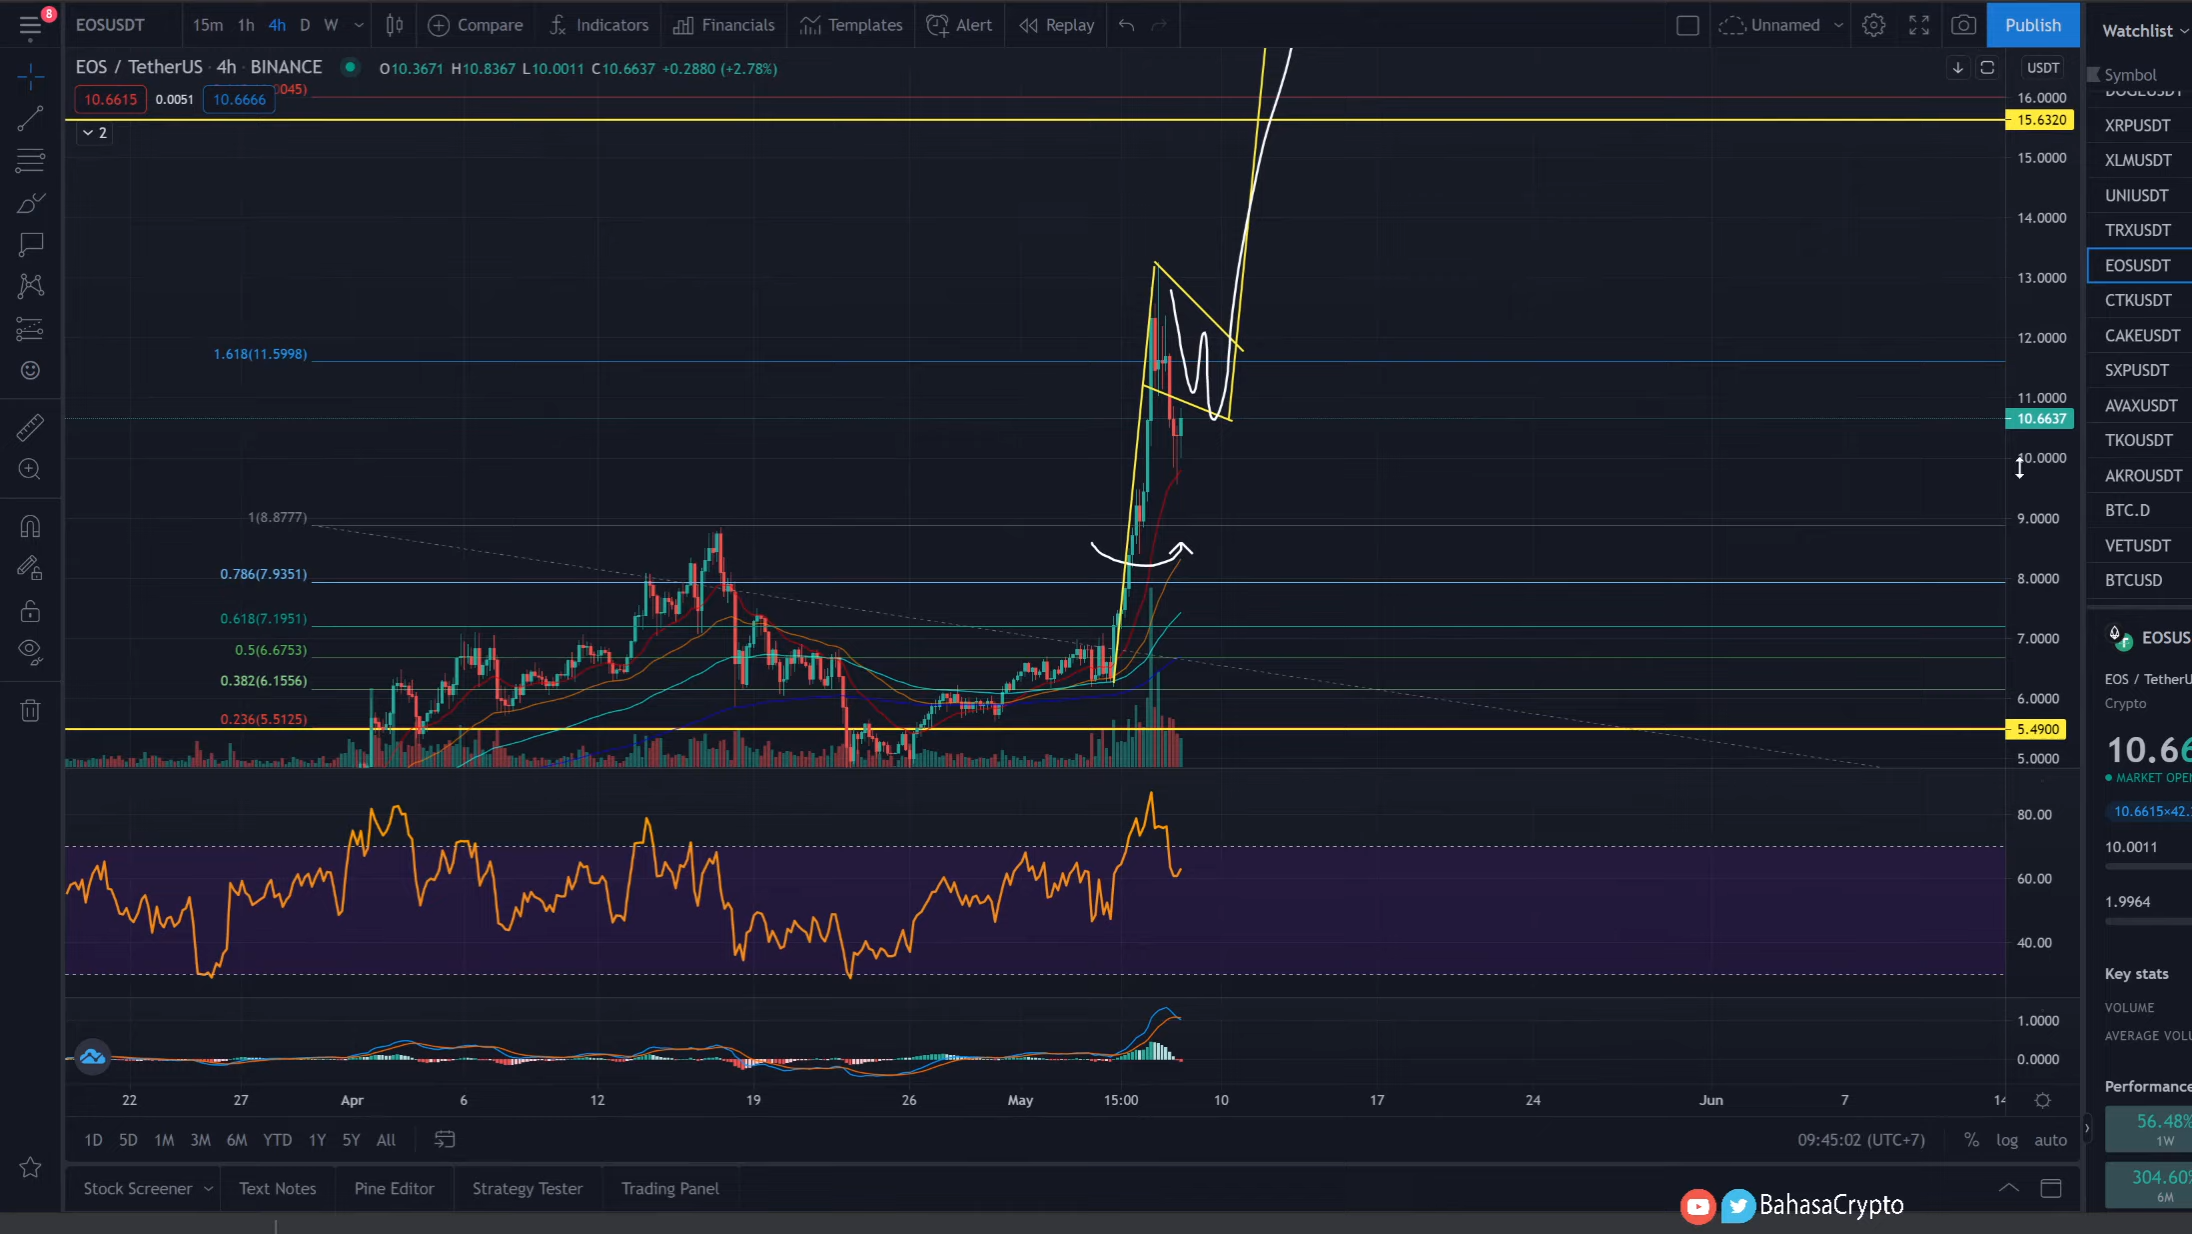 8
EOSUSDT 15m 1h 4h D W Compare Indicators Financials Templates Alert Replay Unnamed Publish Watchlist
EOS / TetherUS · 4h · BINANCE O10.3671 H10.8367 L10.0011 C10.6637 +0.2880 (+2.78%) USDT
10.6615 0.0051 10.6666
2
1.618(11.5998)
1(8.8777)
0.786(7.9351)
0.618(7.1951)
0.5(6.6753)
0.382(6.1556)
0.236(5.5125)
16.0000
15.6320
15.0000
14.0000
13.0000
12.0000
11.0000
10.6637
10.0000
9.0000
8.0000
7.0000
6.0000
5.4900
5.0000
80.00
60.00
40.00
1.0000
0.0000
22 27 Apr 6 12 19 26 May 15:00 10 17 24 Jun 7 14
1D 5D 1M 3M 6M YTD 1Y 5Y All 09:45:02 (UTC+7) % log auto
Stock Screener Text Notes Pine Editor Strategy Tester Trading Panel
BahasaCrypto
Symbol
DOGEUSDT
XRPUSDT
XLMUSDT
UNIUSDT
TRXUSDT
EOSUSDT
CTKUSDT
CAKEUSDT
SXPUSDT
AVAXUSDT
TKOUSDT
AKROUSDT
BTC.D
VETUSDT
BTCUSD
EOSUS
EOS / TetherU
Crypto
10.66
MARKET OPE
10.6615×42.
10.0011
1.9964
Key stats
VOLUME
AVERAGE VOLU
Performance
56.48%
1W
304.60%
6M